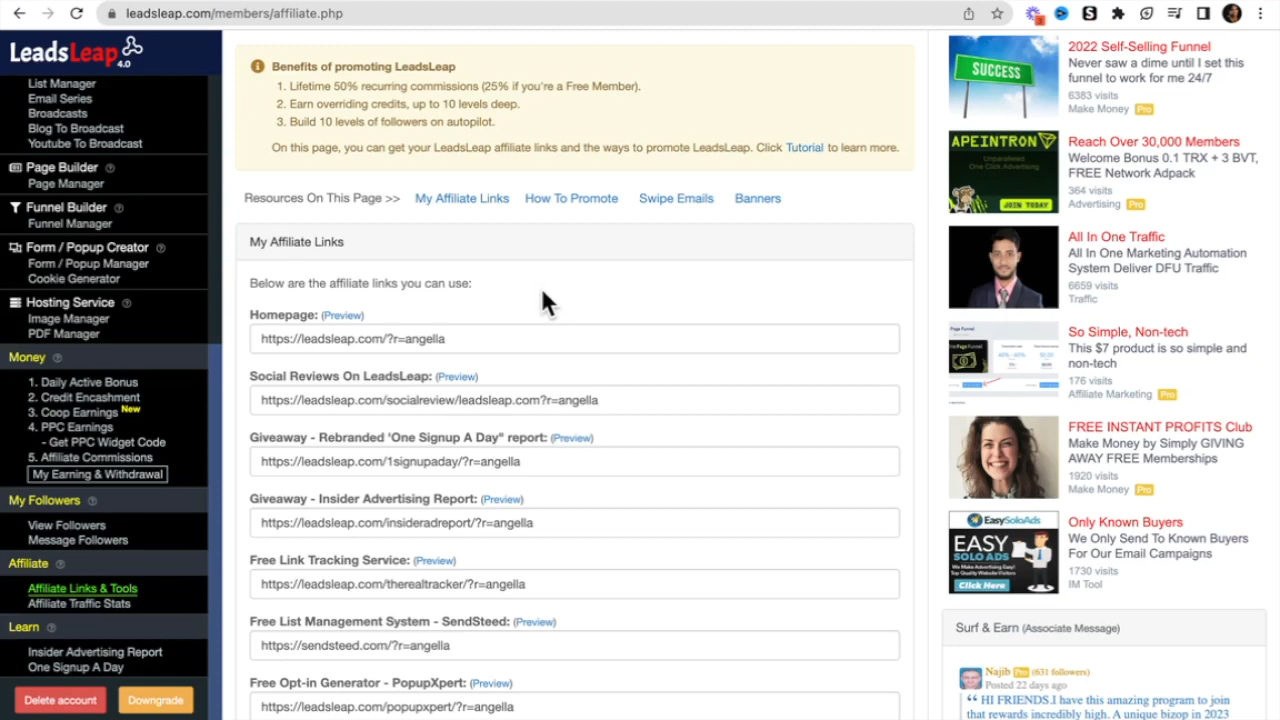 leadsleap.com/members/affiliate.php
3
LeadsLeap 4.0
List Manager
Email Series
Broadcasts
Blog To Broadcast
Youtube To Broadcast
Page Builder
Page Manager
Funnel Builder
Funnel Manager
Form / Popup Creator
Form / Popup Manager
Cookie Generator
Hosting Service
Image Manager
PDF Manager
Money
1. Daily Active Bonus
2. Credit Encashment
3. Coop Earnings New
4. PPC Earnings
- Get PPC Widget Code
5. Affiliate Commissions
My Earning & Withdrawal
My Followers
View Followers
Message Followers
Affiliate
Affiliate Links & Tools
Affiliate Traffic Stats
Learn
Insider Advertising Report
One Signup A Day
Delete account
Downgrade
Benefits of promoting LeadsLeap
1. Lifetime 50% recurring commissions (25% if you're a Free Member).
2. Earn overriding credits, up to 10 levels deep.
3. Build 10 levels of followers on autopilot.
On this page, you can get your LeadsLeap affiliate links and the ways to promote LeadsLeap. Click Tutorial to learn more.
Resources On This Page >> My Affiliate Links How To Promote Swipe Emails Banners
My Affiliate Links
Below are the affiliate links you can use:
Homepage: (Preview)
https://leadsleap.com/?r=angella
Social Reviews On LeadsLeap: (Preview)
https://leadsleap.com/socialreview/leadsleap.com?r=angella
Giveaway - Rebranded 'One Signup A Day" report: (Preview)
https://leadsleap.com/1signupaday/?r=angella
Giveaway - Insider Advertising Report: (Preview)
https://leadsleap.com/insideradreport/?r=angella
Free Link Tracking Service: (Preview)
https://leadsleap.com/therealtracker/?r=angella
Free List Management System - SendSteed: (Preview)
https://sendsteed.com/?r=angella
Free Opt-in Generator - PopupXpert: (Preview)
https://leadsleap.com/popupxpert/?r=angella
SUCCESS
2022 Self-Selling Funnel
Never saw a dime until I set this
funnel to work for me 24/7
6383 visits
Make Money Pro
APEINTRON
Unparalleled
One Click Advertising
JOIN TODAY
Reach Over 30,000 Members
Welcome Bonus 0.1 TRX + 3 BVT,
FREE Network Adpack
364 visits
Advertising Pro
All In One Traffic
All In One Marketing Automation
System Deliver DFU Traffic
6659 visits
Traffic
So Simple, Non-tech
This $7 product is so simple and
non-tech
176 visits
Affiliate Marketing Pro
FREE INSTANT PROFITS Club
Make Money by Simply GIVING
AWAY FREE Memberships
1920 visits
Make Money Pro
EasySoloAds
EASY
SOLO ADS
We Make Advertising Easy!
Top Quality Website Visitors
Click Here
Only Known Buyers
We Only Send To Known Buyers
For Our Email Campaigns
1730 visits
IM Tool
Surf & Earn (Associate Message)
Najib Pro (631 followers)
Posted 22 days ago
“ HI FRIENDS.I have this amazing program to join
that rewards incredibly high. A unique bizop in 2023